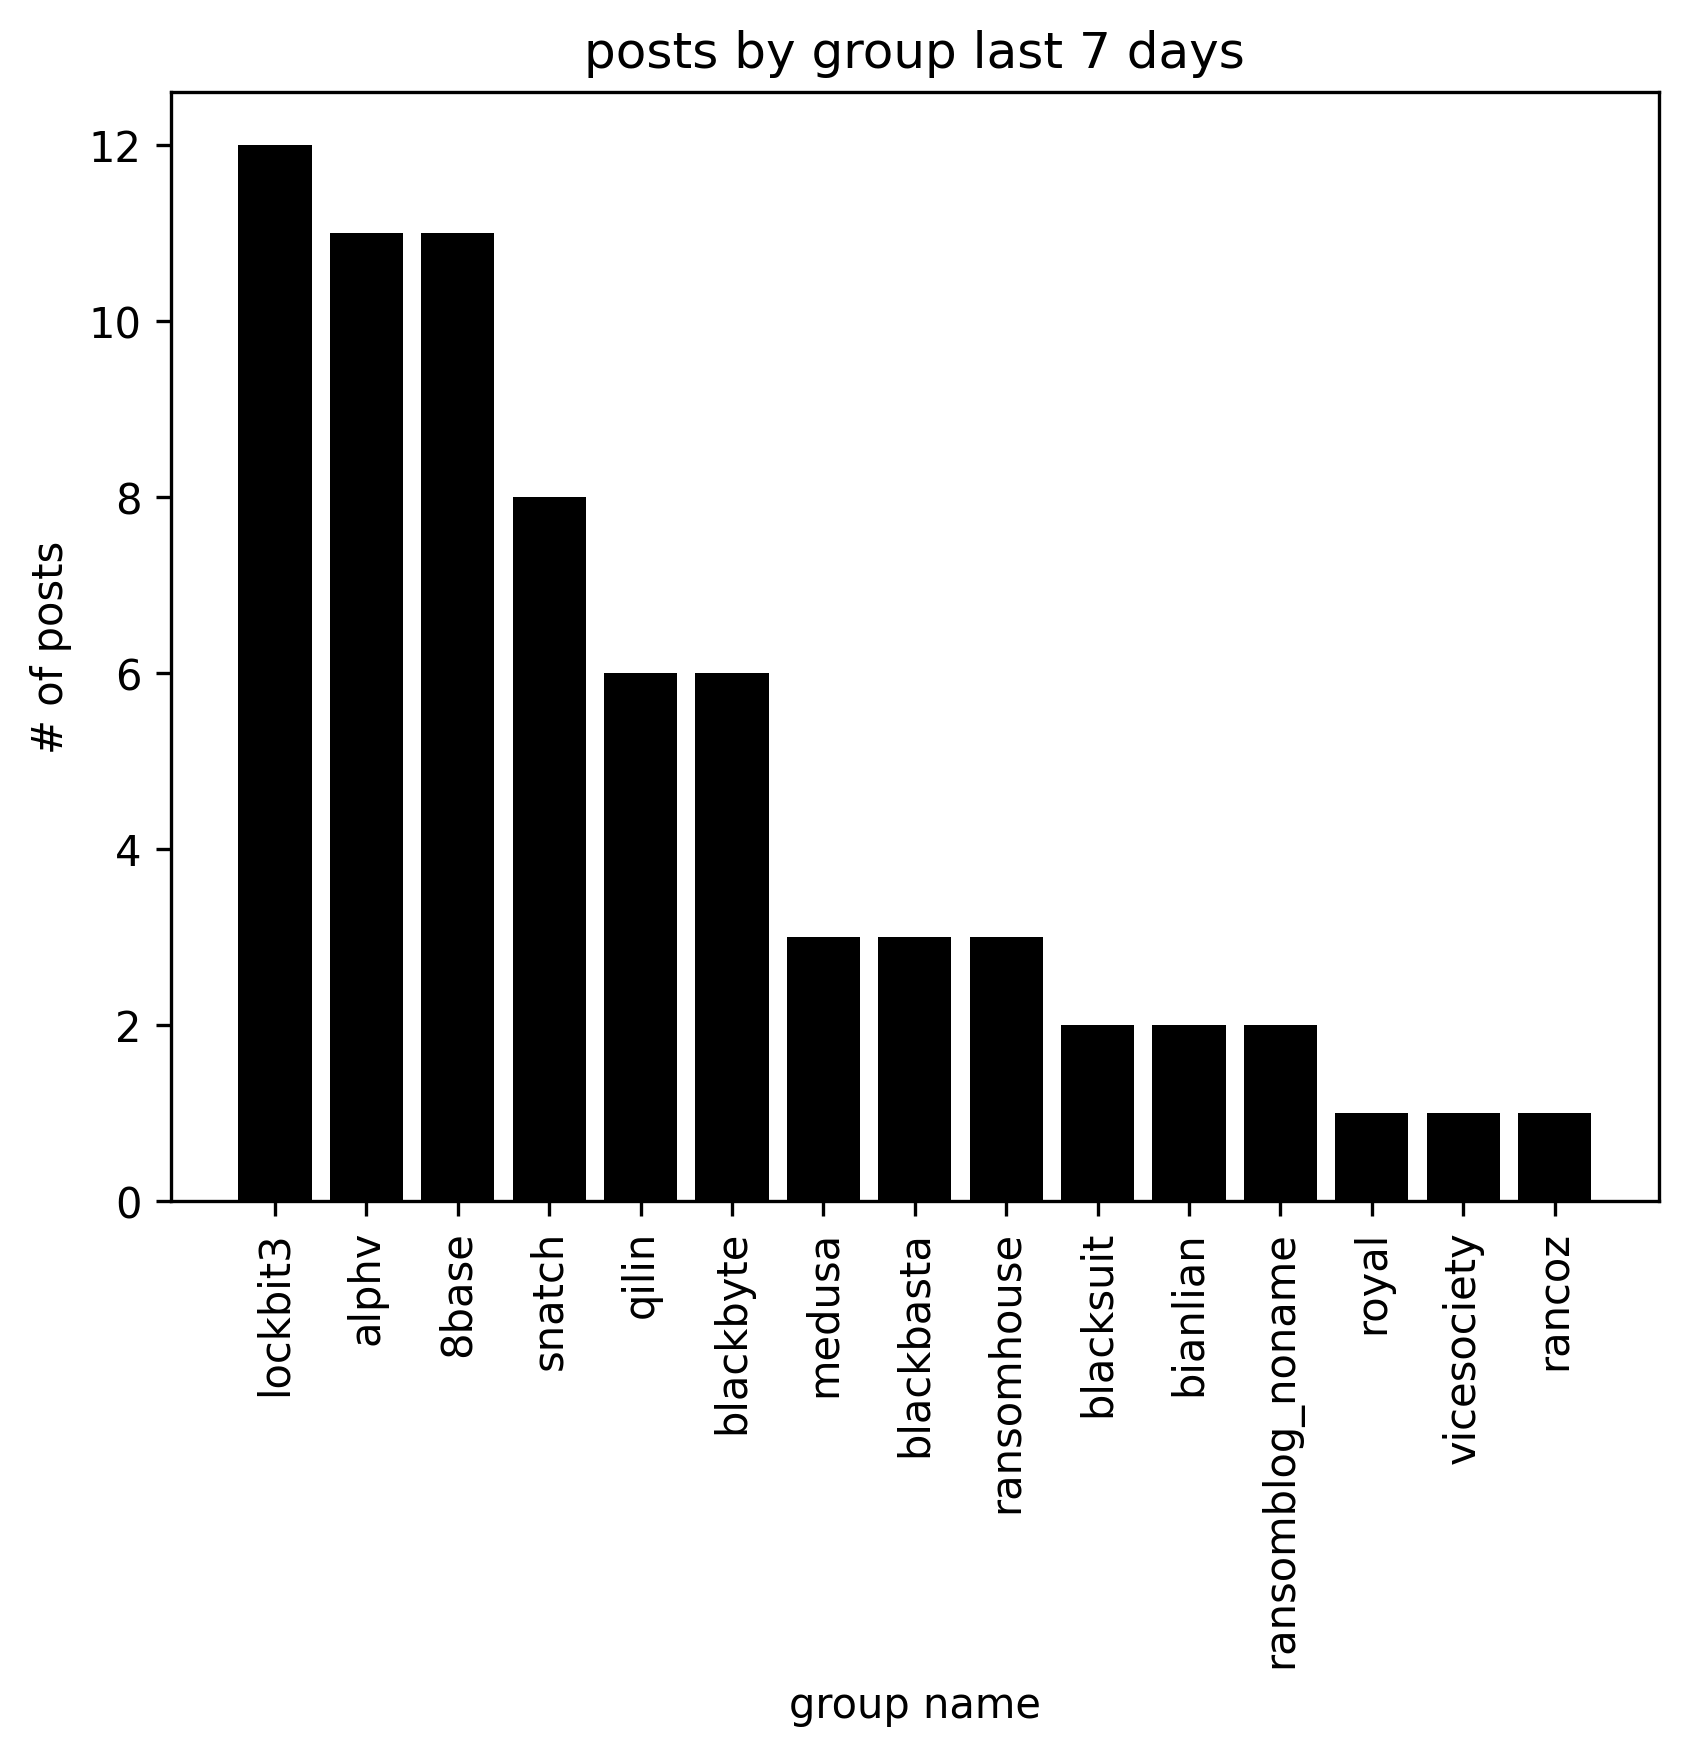 posts by group last 7 days
12
10
8
6
4
2
0
# of posts
lockbit3
alphv
8base
snatch
qilin
blackbyte
medusa
blackbasta
ransomhouse
blacksuit
bianlian
ransomblog_noname
royal
vicesociety
rancoz
group name